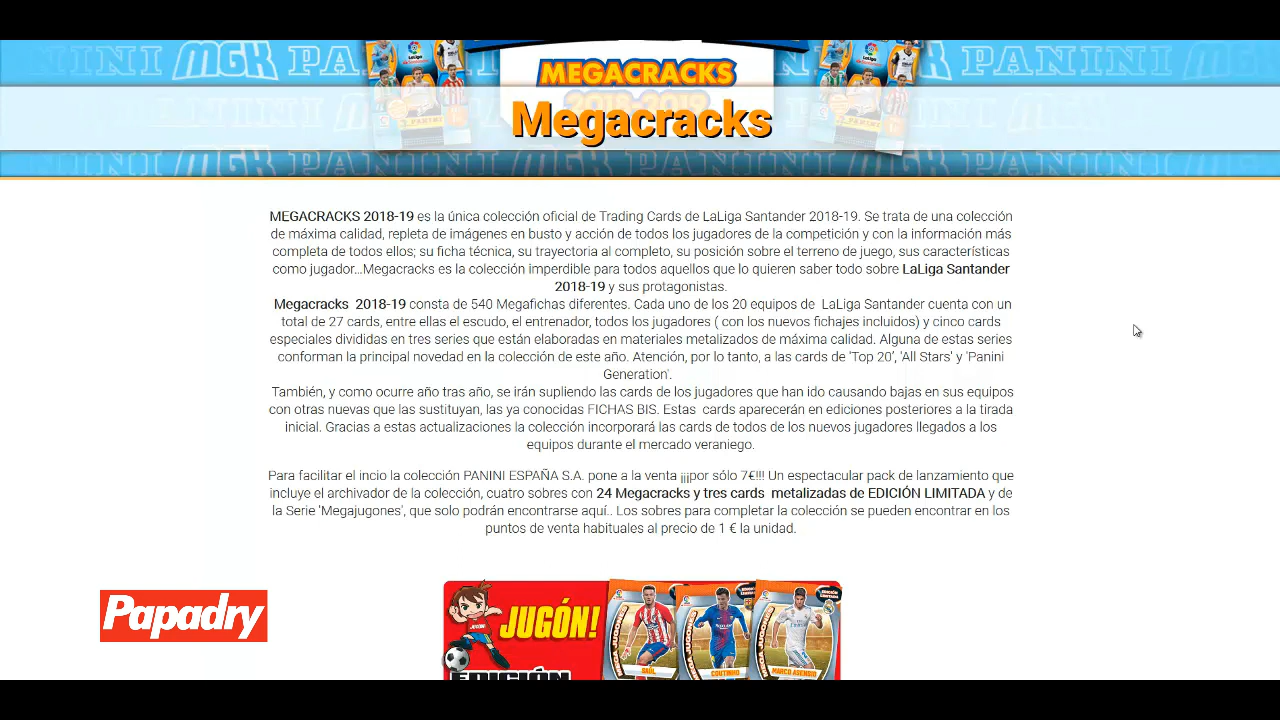 PANINI MGK PANINI
MEGACRACKS
2018-2019
Megacracks
MEGACRACKS 2018-19 es la única colección oficial de Trading Cards de LaLiga Santander 2018-19. Se trata de una colección
de máxima calidad, repleta de imágenes en busto y acción de todos los jugadores de la competición y con la información más
completa de todos ellos; su ficha técnica, su trayectoria al completo, su posición sobre el terreno de juego, sus características
como jugador...Megacracks es la colección imperdible para todos aquellos que lo quieren saber todo sobre LaLiga Santander
2018-19 y sus protagonistas.
Megacracks 2018-19 consta de 540 Megafichas diferentes. Cada uno de los 20 equipos de LaLiga Santander cuenta con un
total de 27 cards, entre ellas el escudo, el entrenador, todos los jugadores ( con los nuevos fichajes incluidos) y cinco cards
especiales divididas en tres series que están elaboradas en materiales metalizados de máxima calidad. Alguna de estas series
conforman la principal novedad en la colección de este año. Atención, por lo tanto, a las cards de 'Top 20', 'All Stars' y 'Panini
Generation'.
También, y como ocurre año tras año, se irán supliendo las cards de los jugadores que han ido causando bajas en sus equipos
con otras nuevas que las sustituyan, las ya conocidas FICHAS BIS. Estas cards aparecerán en ediciones posteriores a la tirada
inicial. Gracias a estas actualizaciones la colección incorporará las cards de todos de los nuevos jugadores llegados a los
equipos durante el mercado veraniego.
Para facilitar el incio la colección PANINI ESPAÑA S.A. pone a la venta ¡¡¡por sólo 7€!!! Un espectacular pack de lanzamiento que
incluye el archivador de la colección, cuatro sobres con 24 Megacracks y tres cards metalizadas de EDICIÓN LIMITADA y de
la Serie 'Megajugones', que solo podrán encontrarse aquí.. Los sobres para completar la colección se pueden encontrar en los
puntos de venta habituales al precio de 1 € la unidad.
Papadry
JUGÓN!
EDICIÓN
SAÚL
COUTINHO
MARCO ASENSIO